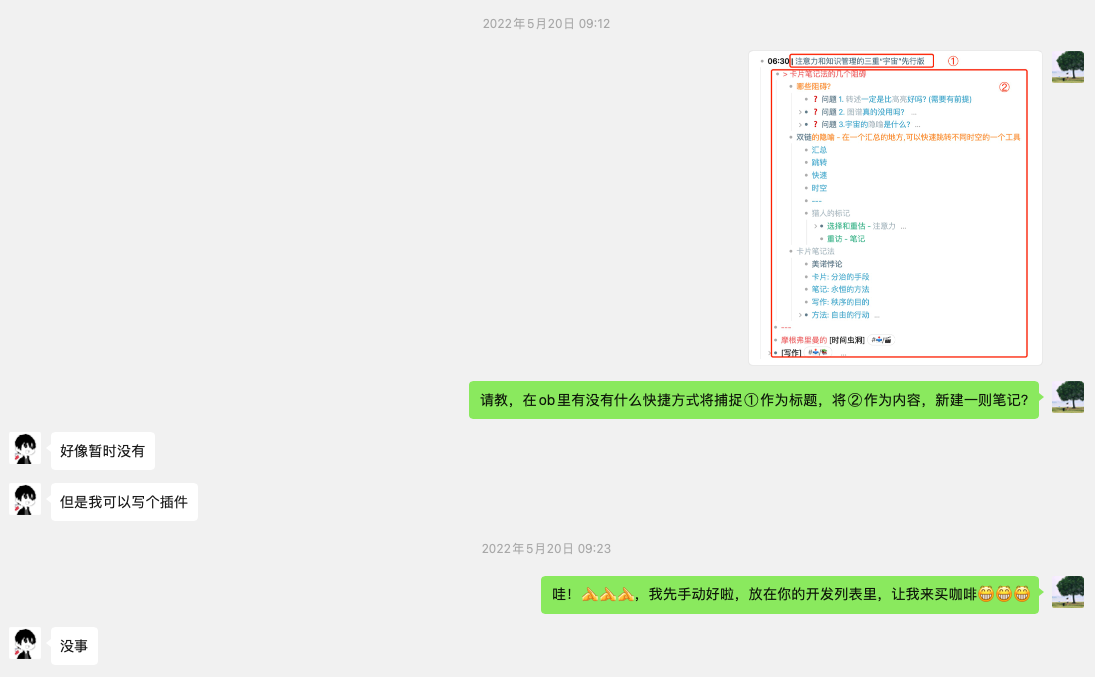 2022年5月20日 09:12
06:30 | 注意力和知识管理的三重“宇宙”先行版 ①
> 卡片笔记法的几个阻碍
哪些阻碍? ②
❓ 问题 1. 转述一定是比高亮好吗? (需要有前提)
❓ 问题 2. 图谱真的没用吗? ...
❓ 问题 3.宇宙的隐喻是什么? ...
双链的隐喻 - 在一个汇总的地方,可以快速跳转不同时空的一个工具
汇总
跳转
快速
时空
---
猎人的标记
选择和重估 - 注意力 ...
重访 - 笔记
卡片笔记法
美诺悖论
卡片: 分治的手段
笔记: 永恒的方法
写作: 秩序的目的
方法: 自由的行动 ...
---
摩根弗里曼的 [时间虫洞]
[写作] ...
请教，在ob里有没有什么快捷方式将捕捉①作为标题，将②作为内容，新建一则笔记?
好像暂时没有
但是我可以写个插件
2022年5月20日 09:23
哇！🙏🙏🙏，我先手动好啦，放在你的开发列表里，让我来买咖啡😁😁😁
没事